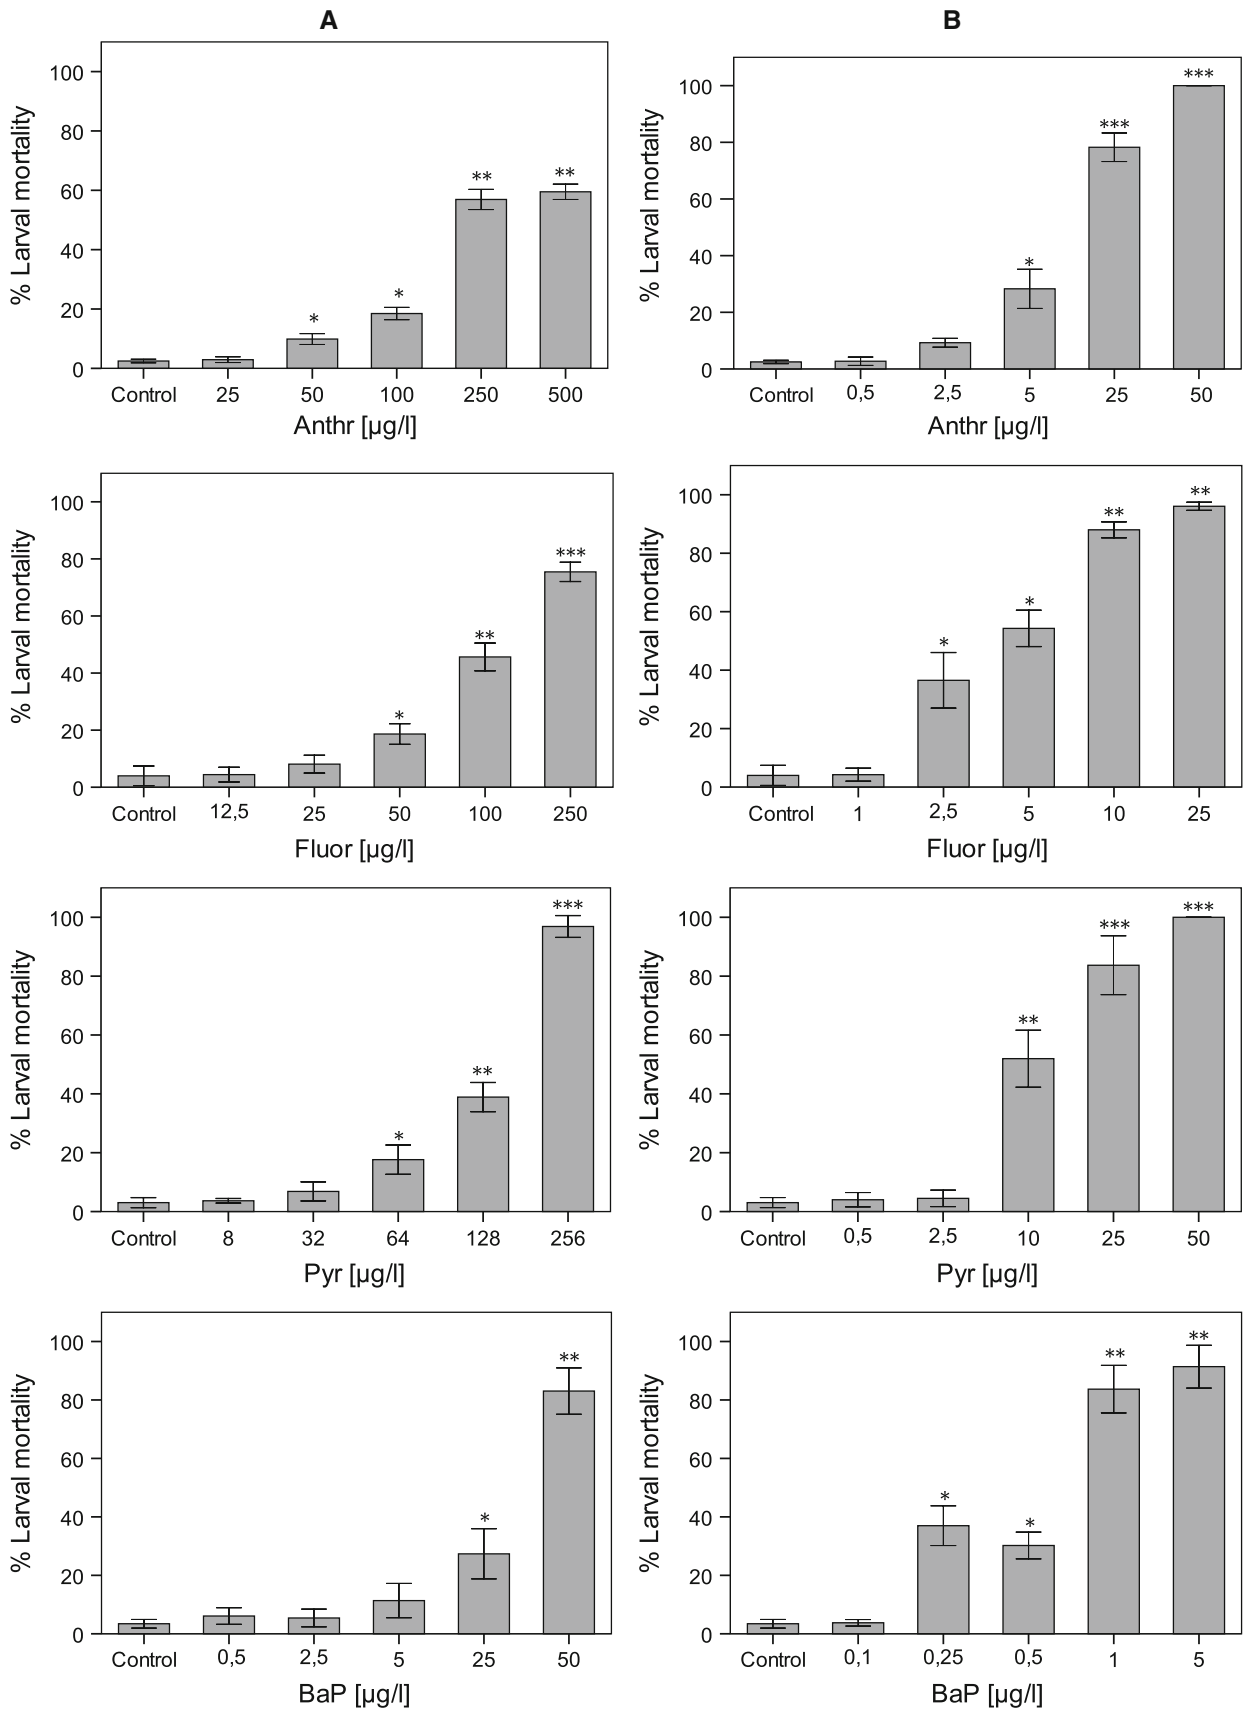 A
B
% Larval mortality
100
80
60
40
20
0
* * ** **
Control 25 50 100 250 500
Anthr [µg/l]
% Larval mortality
100
80
60
40
20
0
* *** ***
Control 0,5 2,5 5 25 50
Anthr [µg/l]
% Larval mortality
100
80
60
40
20
0
* ** ***
Control 12,5 25 50 100 250
Fluor [µg/l]
% Larval mortality
100
80
60
40
20
0
* * ** **
Control 1 2,5 5 10 25
Fluor [µg/l]
% Larval mortality
100
80
60
40
20
0
* ** ***
Control 8 32 64 128 256
Pyr [µg/l]
% Larval mortality
100
80
60
40
20
0
** *** ***
Control 0,5 2,5 10 25 50
Pyr [µg/l]
% Larval mortality
100
80
60
40
20
0
* **
Control 0,5 2,5 5 25 50
BaP [µg/l]
% Larval mortality
100
80
60
40
20
0
* * ** **
Control 0,1 0,25 0,5 1 5
BaP [µg/l]